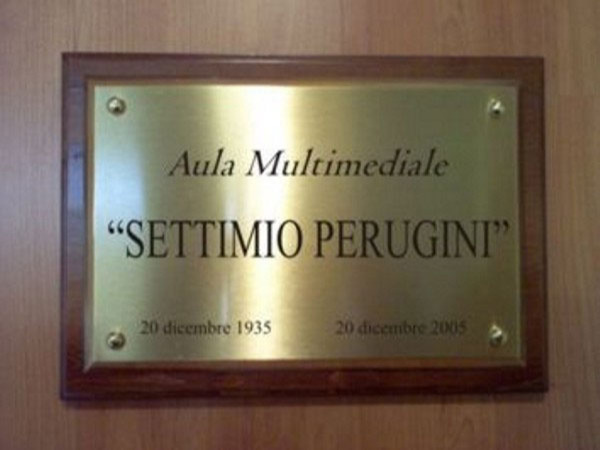 Aula Multimediale
“SETTIMIO PERUGINI”
20 dicembre 1935 20 dicembre 2005